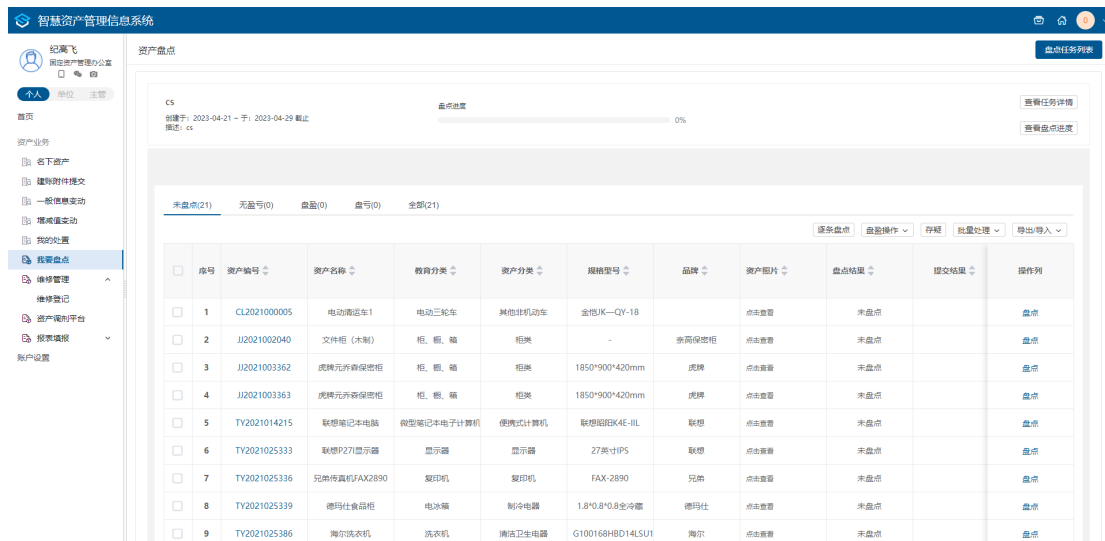 智慧资产管理信息系统
0
纪高飞
固定资产管理办公室
个人 单位 主管
首页
资产业务
名下资产
建账附件提交
一般信息变动
增减值变动
我的处置
我要盘点
维修管理
维修登记
资产调剂平台
报表填报
账户设置
资产盘点
盘点任务列表
cs
创建于: 2023-04-21 ~ 于: 2023-04-29 截止
描述: cs
盘点进度
0%
查看任务详情
查看盘点进度
未盘点(21) 无盈亏(0) 盘盈(0) 盘亏(0) 全部(21)
逐条盘点 盘盈操作 存疑 批量处理 导出/导入
序号 资产编号 资产名称 教育分类 资产分类 规格型号 品牌 资产照片 盘点结果 提交结果 操作列
1 CL2021000005 电动清运车1 电动三轮车 其他非机动车 金恺JK—QY-18 点击查看 未盘点 盘点
2 JJ2021002040 文件柜（木制） 柜、橱、箱 柜类 - 奈高保密柜 点击查看 未盘点 盘点
3 JJ2021003362 虎牌元乔森保密柜 柜、橱、箱 柜类 1850*900*420mm 虎牌 点击查看 未盘点 盘点
4 JJ2021003363 虎牌元乔森保密柜 柜、橱、箱 柜类 1850*900*420mm 虎牌 点击查看 未盘点 盘点
5 TY2021014215 联想笔记本电脑 微型笔记本电子计算机 便携式计算机 联想昭阳K4E-IIL 联想 点击查看 未盘点 盘点
6 TY2021025333 联想P27I显示器 显示器 显示器 27英寸IPS 联想 点击查看 未盘点 盘点
7 TY2021025336 兄弟传真机FAX2890 复印机 复印机 FAX-2890 兄弟 点击查看 未盘点 盘点
8 TY2021025339 德玛仕食品柜 电冰箱 制冷电器 1.8*0.8*0.8全冷藏 德玛仕 点击查看 未盘点 盘点
9 TY2021025386 海尔洗衣机 洗衣机 清洁卫生电器 G100168HBD14LSU1 海尔 点击查看 未盘点 盘点